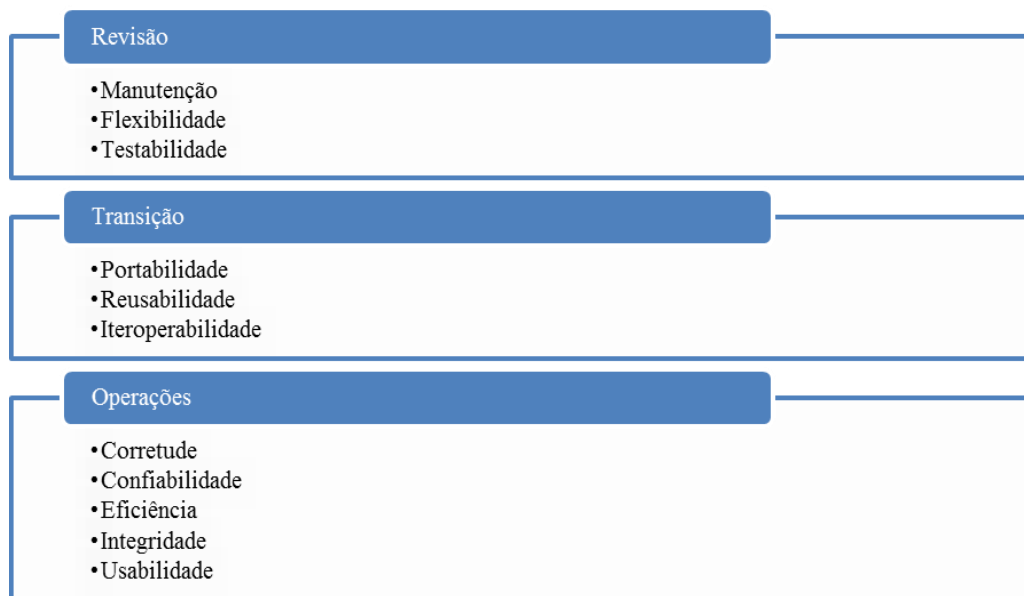 Revisão
•Manutenção
•Flexibilidade
•Testabilidade
Transição
•Portabilidade
•Reusabilidade
•Iteroperabilidade
Operações
•Corretude
•Confiabilidade
•Eficiência
•Integridade
•Usabilidade